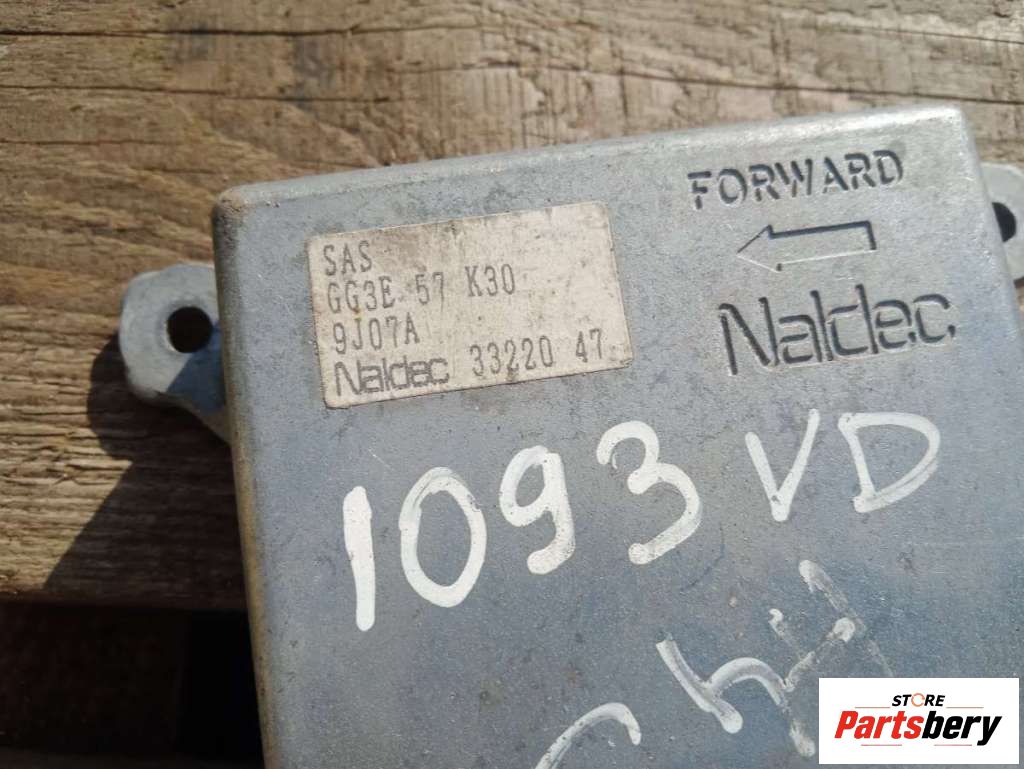 SAS
GG3E 57 K30
9J07A
Naldec 33220 47
FORWARD
Naldec
1093 VD
STORE
Partsbery